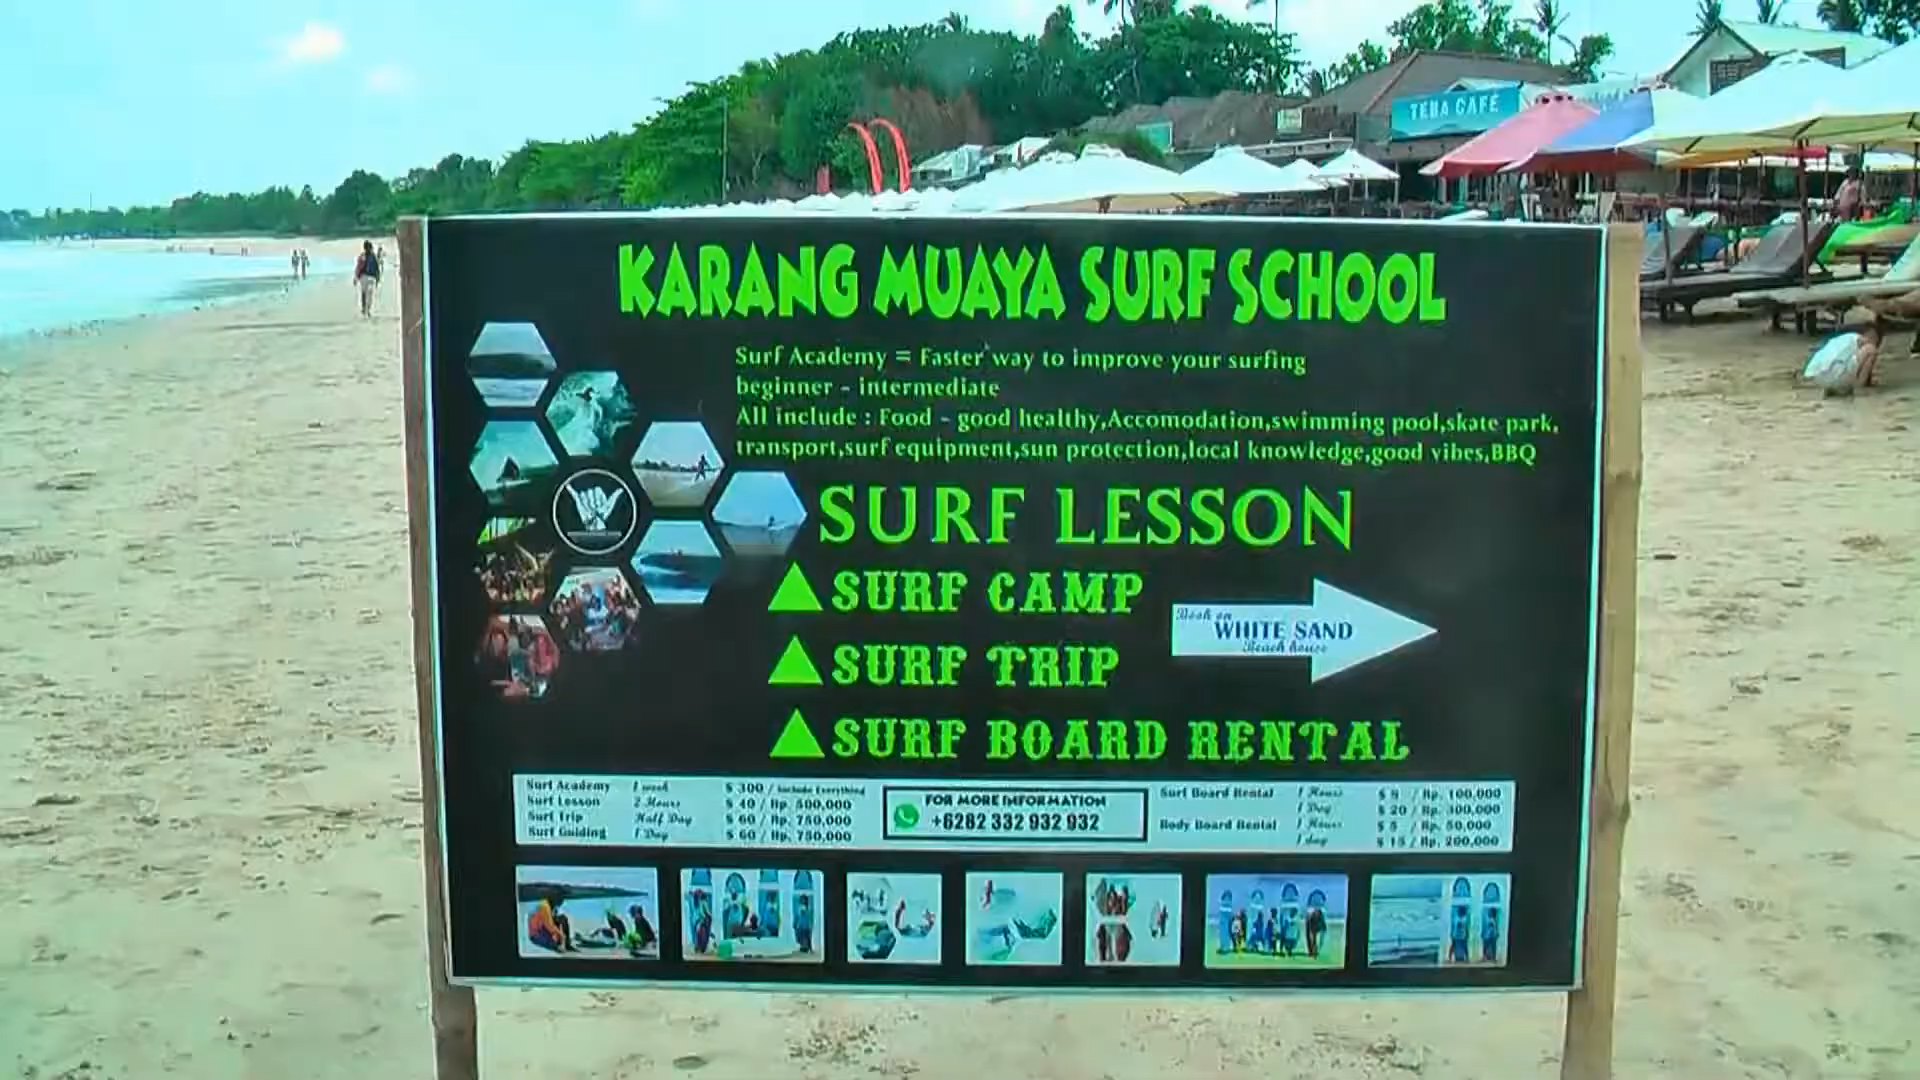 TEBA CAFE
KARANG MUAYA SURF SCHOOL
Surf Academy = Faster way to improve your surfing
beginner - intermediate
All include : Food - good healthy,Accomodation,swimming pool,skate park,
transport,surf equipment,sun protection,local knowledge,good vibes,BBQ
SURF LESSON
SURF CAMP
Book on
WHITE SAND
Beach house
SURF TRIP
SURF BOARD RENTAL
Surf Academy 1 week $ 300 / Include Everything
Surf Lesson 2 Hours $ 40 / Rp. 500,000
Surf Trip Half Day $ 60 / Rp. 750,000
Surf Guiding 1 Day $ 60 / Rp. 750,000
FOR MORE INFORMATION
+6282 332 932 932
Surf Board Rental 1 Hours / Rp. 100,000
1 Day $ 20 / Rp. 300,000
Body Board Rental 1 Hours $ 5 / Rp. 50,000
1 day $ 15 / Rp. 200,000